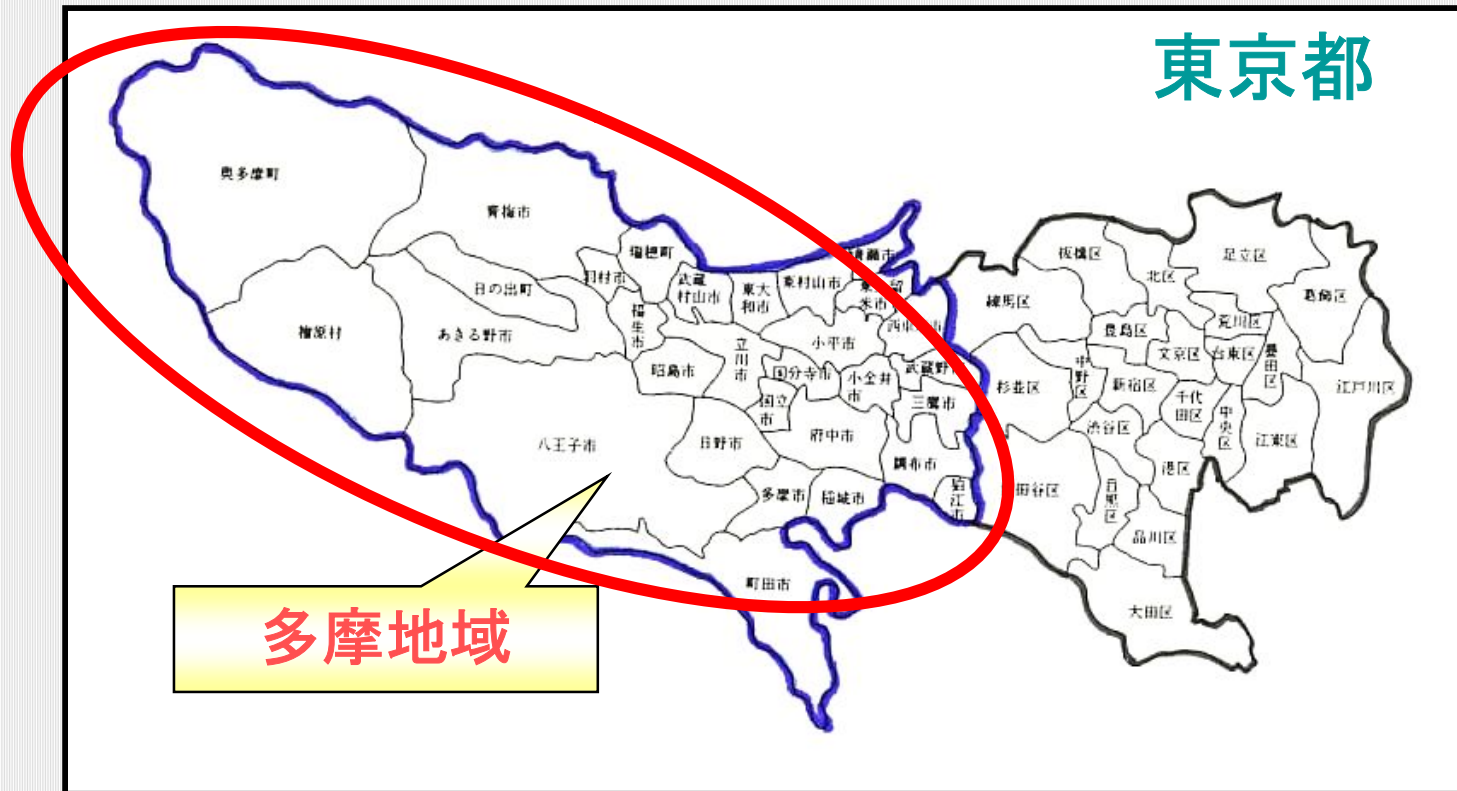 東京都
奥多摩町
青梅市
瑞穂町
羽村市
日の出町
武蔵
村山市
東大
和市
東村山市
福
生
市
檜原村
あきる野市
昭島市
立
川
市
小平市
国分寺市
小金井
市
国立
市
武蔵野市
三鷹市
八王子市
日野市
府中市
調布市
多摩市
稲城市
狛
江
市
町田市
多摩地域
板橋区
北区
足立区
葛飾区
練馬区
豊島区
荒川区
文京区
台東区
墨
田
区
江戸川区
杉並区
中
野
区
新宿区
千代
田区
中
央
区
渋谷区
江東区
港区
田谷区
目
黒
区
品川区
大田区